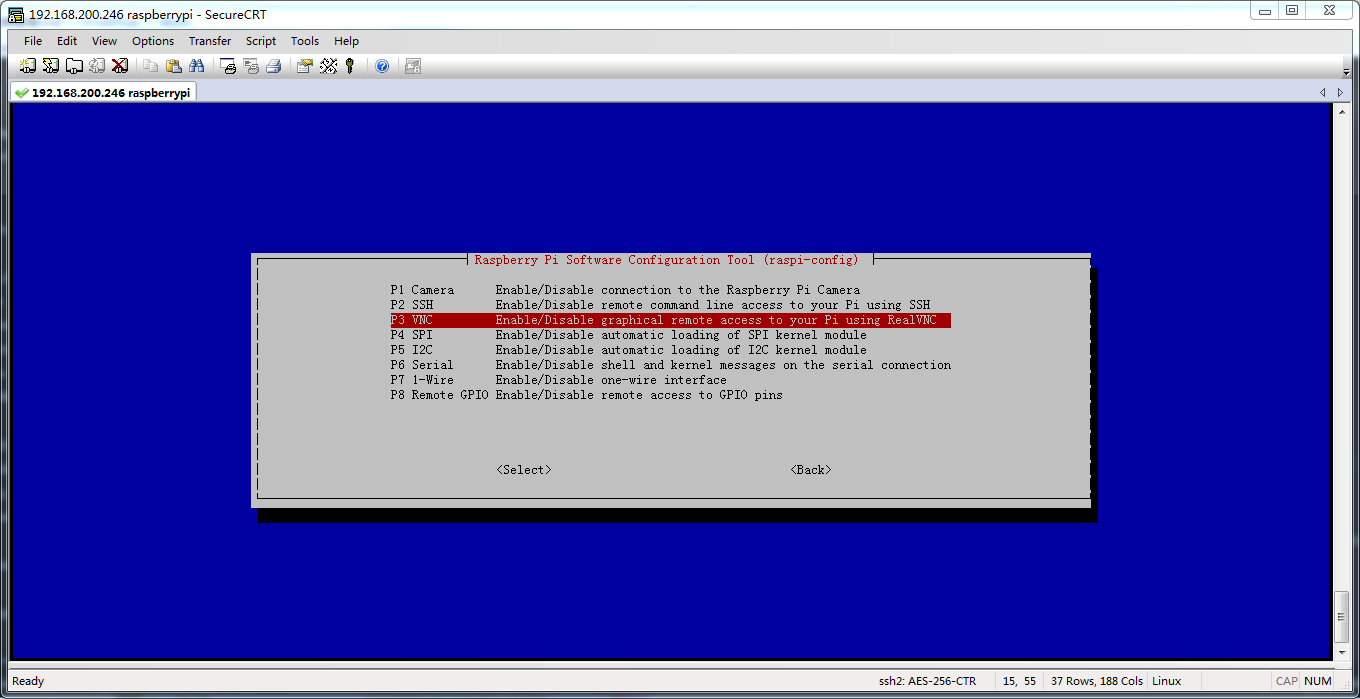 192.168.200.246 raspberrypi - SecureCRT
File Edit View Options Transfer Script Tools Help
192.168.200.246 raspberrypi
Raspberry Pi Software Configuration Tool (raspi-config)
P1 Camera Enable/Disable connection to the Raspberry Pi Camera
P2 SSH Enable/Disable remote command line access to your Pi using SSH
P3 VNC Enable/Disable graphical remote access to your Pi using RealVNC
P4 SPI Enable/Disable automatic loading of SPI kernel module
P5 I2C Enable/Disable automatic loading of I2C kernel module
P6 Serial Enable/Disable shell and kernel messages on the serial connection
P7 1-Wire Enable/Disable one-wire interface
P8 Remote GPIO Enable/Disable remote access to GPIO pins
<Select> <Back>
Ready ssh2: AES-256-CTR 15, 55 37 Rows, 188 Cols Linux CAP NUM